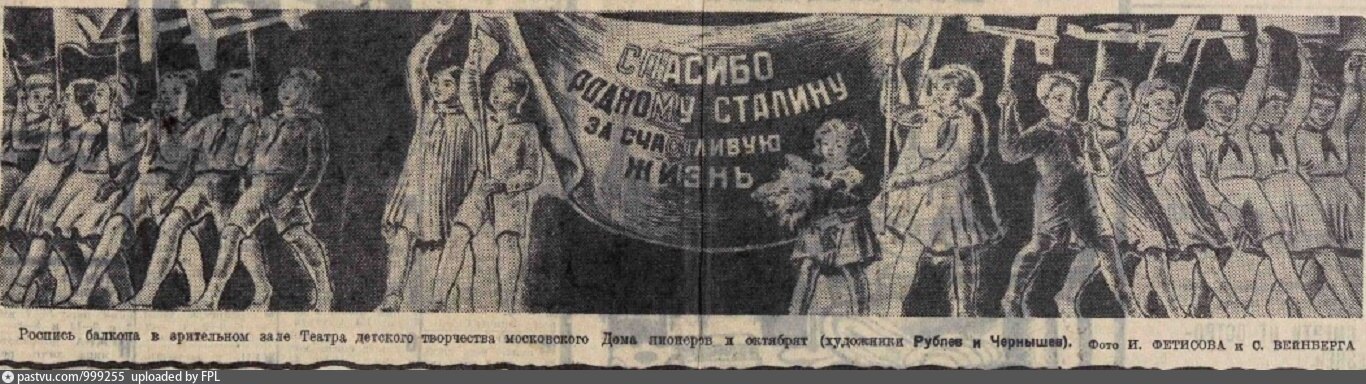 СПАСИБО
РОДНОМУ СТАЛИНУ
ЗА СЧАСТЛИВУЮ
ЖИЗНЬ
Роспись балкона в зрительном зале Театра детского творчества московского Дома пионеров и октябрят (художники Рублев и Чернышев). Фото И. ФЕТИСОВА и С. ВЕЙНБЕРГА
pastvu.com/999255 uploaded by FPL